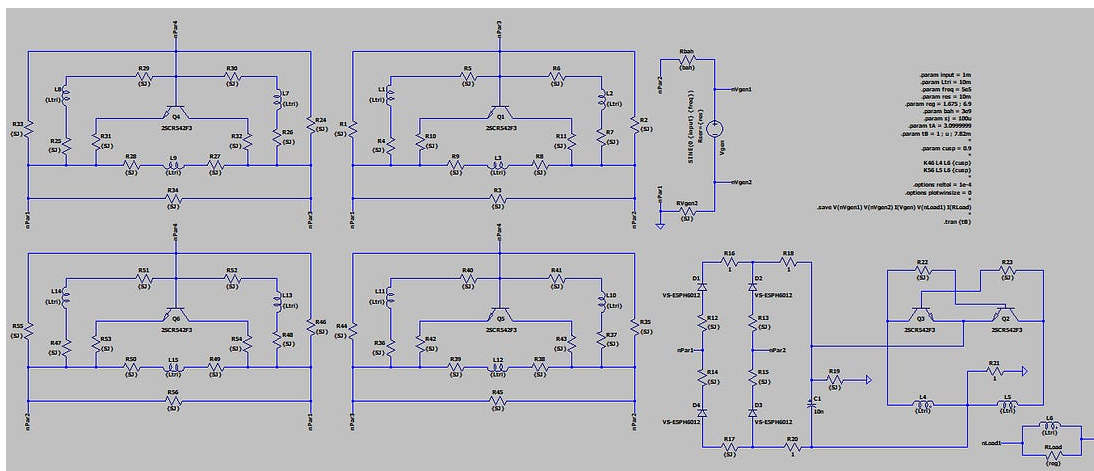 nPar4
R29
{SJ}
R30
{SJ}
L8
{Ltri}
L7
{Ltri}
Q4
2SCR542F3
R33
{SJ}
R24
{SJ}
R25
{SJ}
R31
{SJ}
R32
{SJ}
R26
{SJ}
R28
{SJ}
L9
{Ltri}
R27
{SJ}
R34
{SJ}
nPar1
nPar3
nPar3
R5
{SJ}
R6
{SJ}
L1
{Ltri}
L2
{Ltri}
Q1
2SCR542F3
R1
{SJ}
R2
{SJ}
R4
{SJ}
R10
{SJ}
R11
{SJ}
R7
{SJ}
R9
{SJ}
L3
{Ltri}
R8
{SJ}
R3
{SJ}
nPar1
nPar2
Rbah
{bah}
nPar2
nVgen1
SINE(0 {input} {freq})
Rser={res}
Vgen
nVgen2
nPar1
RVgen2
{SJ}
.param input = 1m
.param Ltri = 10m
.param freq = 5e5
.param res = 10m
.param reg = 1.675 ; 6.9
.param bah = 3e9
.param sj = 100u
.param tA = 3.0999999
.param tB = 1 ; u ; 7.82m
*
.param cusp = 0.9
*
K46 L4 L6 {cusp}
K56 L5 L6 {cusp}
*
.options reltol = 1e-4
.options plotwinsize = 0
*
.save V(nVgen1) V(nVgen2) I(Vgen) V(nLoad1) I(RLoad)
*
.tran {tB}
nPar4
R51
{SJ}
R52
{SJ}
L14
{Ltri}
L13
{Ltri}
Q6
2SCR542F3
R55
{SJ}
R46
{SJ}
R47
{SJ}
R53
{SJ}
R54
{SJ}
R48
{SJ}
R50
{SJ}
L15
{Ltri}
R49
{SJ}
R56
{SJ}
nPar2
nPar1
nPar4
R40
{SJ}
R41
{SJ}
L11
{Ltri}
L10
{Ltri}
Q5
2SCR542F3
R44
{SJ}
R35
{SJ}
R36
{SJ}
R42
{SJ}
R43
{SJ}
R37
{SJ}
R39
{SJ}
L12
{Ltri}
R38
{SJ}
R45
{SJ}
nPar3
nPar2
R16
1
R18
1
D1
VS-E5PH6012
D2
VS-E5PH6012
R12
{SJ}
R13
{SJ}
nPar1
nPar2
R14
{SJ}
R15
{SJ}
D4
VS-E5PH6012
D3
VS-E5PH6012
R17
{SJ}
R20
1
R19
{SJ}
C1
10n
R22
{SJ}
R23
{SJ}
Q3
2SCR542F3
Q2
2SCR542F3
R21
1
L4
{Ltri}
L5
{Ltri}
L6
{Ltri}
nLoad1
RLoad
{reg}